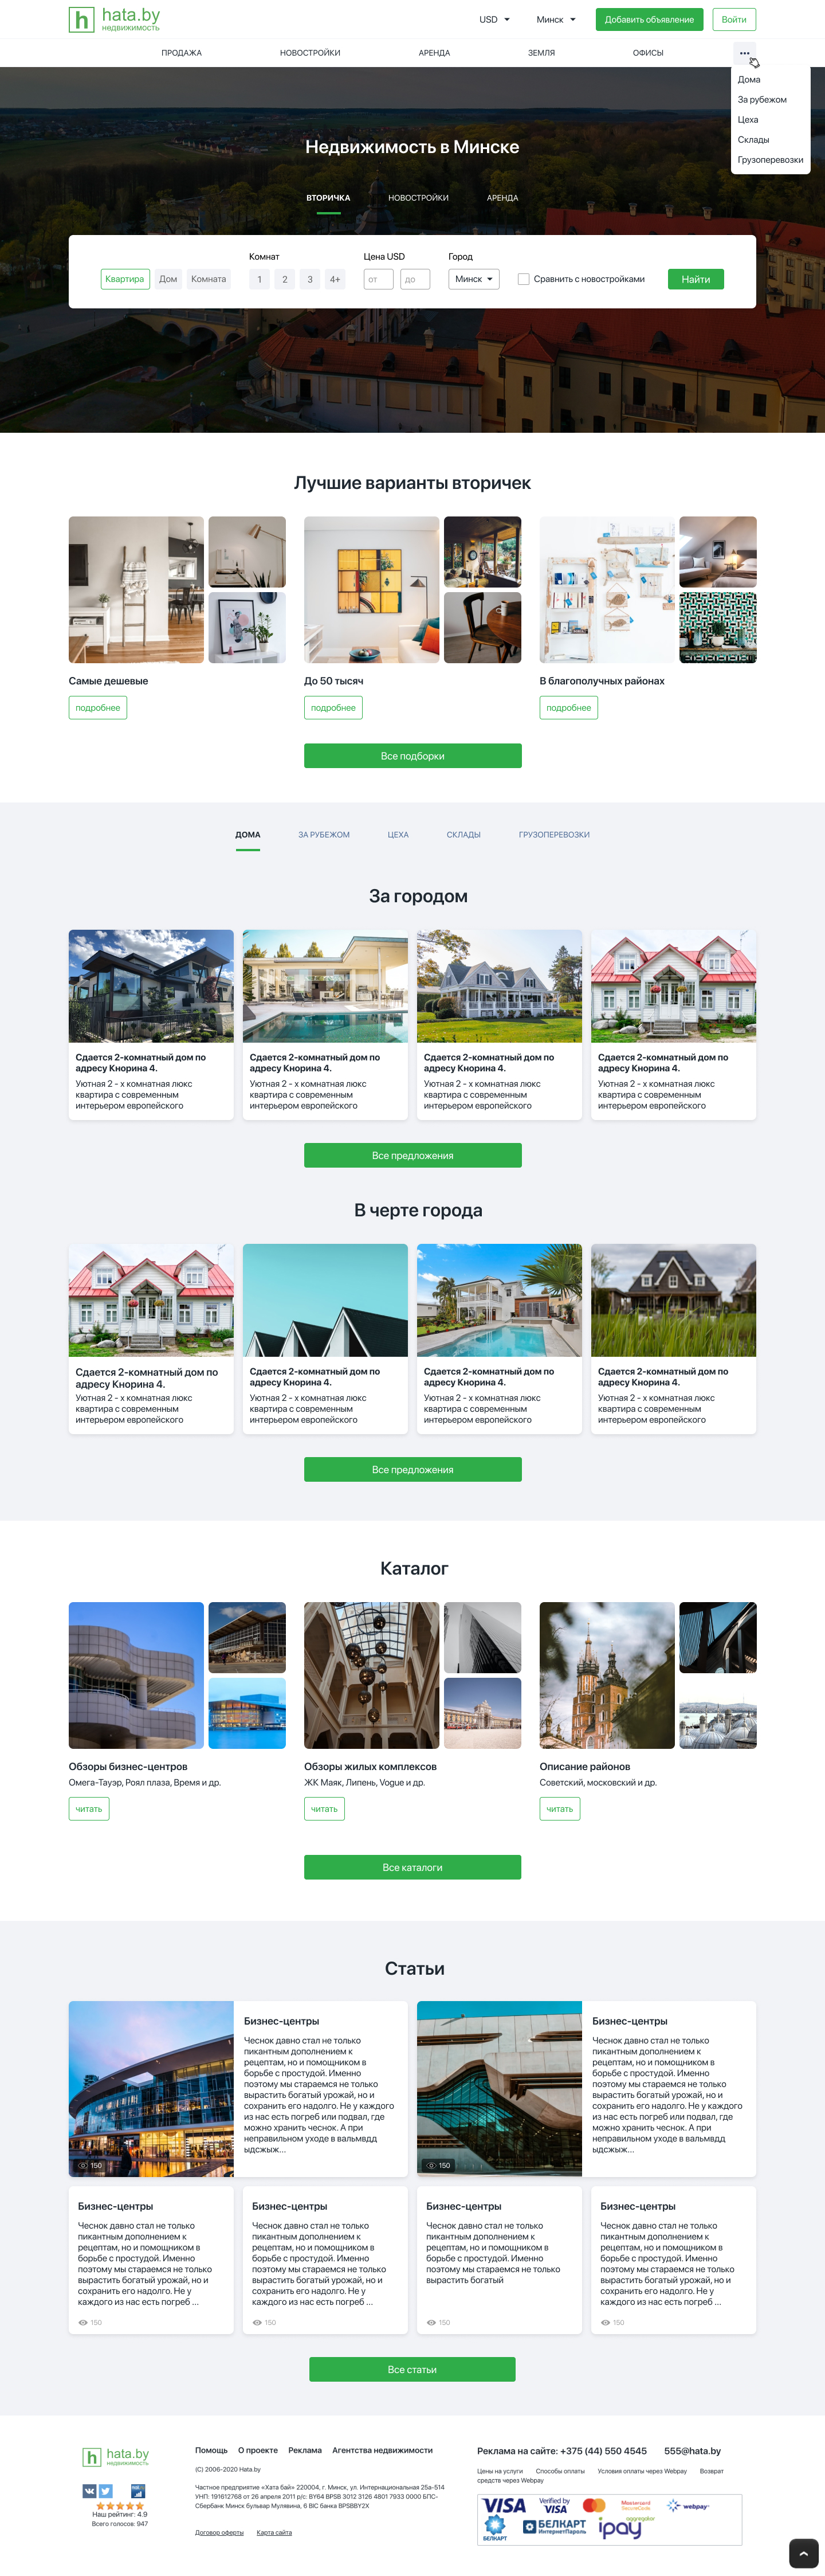 hata.by
недвижимость
USD
Минск
Добавить объявление
Войти
ПРОДАЖА
НОВОСТРОЙКИ
АРЕНДА
ЗЕМЛЯ
ОФИСЫ
Дома
За рубежом
Цеха
Склады
Грузоперевозки
Недвижимость в Минске
ВТОРИЧКА
НОВОСТРОЙКИ
АРЕНДА
Комнат
Цена USD
Город
Квартира
Дом
Комната
1
2
3
4+
от
до
Минск
Сравнить с новостройками
Найти
Лучшие варианты вторичек
Самые дешевые
подробнее
До 50 тысяч
подробнее
В благополучных районах
подробнее
Все подборки
ДОМА
ЗА РУБЕЖОМ
ЦЕХА
СКЛАДЫ
ГРУЗОПЕРЕВОЗКИ
За городом
Сдается 2-комнатный дом по
адресу Кнорина 4.
Уютная 2 - х комнатная люкс
квартира с современным
интерьером европейского
Сдается 2-комнатный дом по
адресу Кнорина 4.
Уютная 2 - х комнатная люкс
квартира с современным
интерьером европейского
Сдается 2-комнатный дом по
адресу Кнорина 4.
Уютная 2 - х комнатная люкс
квартира с современным
интерьером европейского
Сдается 2-комнатный дом по
адресу Кнорина 4.
Уютная 2 - х комнатная люкс
квартира с современным
интерьером европейского
Все предложения
В черте города
Сдается 2-комнатный дом по
адресу Кнорина 4.
Уютная 2 - х комнатная люкс
квартира с современным
интерьером европейского
Сдается 2-комнатный дом по
адресу Кнорина 4.
Уютная 2 - х комнатная люкс
квартира с современным
интерьером европейского
Сдается 2-комнатный дом по
адресу Кнорина 4.
Уютная 2 - х комнатная люкс
квартира с современным
интерьером европейского
Сдается 2-комнатный дом по
адресу Кнорина 4.
Уютная 2 - х комнатная люкс
квартира с современным
интерьером европейского
Все предложения
Каталог
Обзоры бизнес-центров
Омега-Тауэр, Роял плаза, Время и др.
читать
Обзоры жилых комплексов
ЖК Маяк, Липень, Vogue и др.
читать
Описание районов
Советский, московский и др.
читать
Все каталоги
Статьи
150
Бизнес-центры
Чеснок давно стал не только
пикантным дополнением к
рецептам, но и помощником в
борьбе с простудой. Именно
поэтому мы стараемся не только
вырастить богатый урожай, но и
сохранить его надолго. Не у каждого
из нас есть погреб или подвал, где
можно хранить чеснок. А при
неправильном уходе в вальмвдд
ыдсжыж...
150
Бизнес-центры
Чеснок давно стал не только
пикантным дополнением к
рецептам, но и помощником в
борьбе с простудой. Именно
поэтому мы стараемся не только
вырастить богатый урожай, но и
сохранить его надолго. Не у каждого
из нас есть погреб или подвал, где
можно хранить чеснок. А при
неправильном уходе в вальмвдд
ыдсжыж...
Бизнес-центры
Чеснок давно стал не только
пикантным дополнением к
рецептам, но и помощником в
борьбе с простудой. Именно
поэтому мы стараемся не только
вырастить богатый урожай, но и
сохранить его надолго. Не у
каждого из нас есть погреб ...
150
Бизнес-центры
Чеснок давно стал не только
пикантным дополнением к
рецептам, но и помощником в
борьбе с простудой. Именно
поэтому мы стараемся не только
вырастить богатый урожай, но и
сохранить его надолго. Не у
каждого из нас есть погреб ...
150
Бизнес-центры
Чеснок давно стал не только
пикантным дополнением к
рецептам, но и помощником в
борьбе с простудой. Именно
поэтому мы стараемся не только
вырастить богатый
150
Бизнес-центры
Чеснок давно стал не только
пикантным дополнением к
рецептам, но и помощником в
борьбе с простудой. Именно
поэтому мы стараемся не только
вырастить богатый урожай, но и
сохранить его надолго. Не у
каждого из нас есть погреб ...
150
Все статьи
hata.by
недвижимость
Наш рейтинг: 4.9
Всего голосов: 947
Помощь
О проекте
Реклама
Агентства недвижимости
(C) 2006-2020 Hata.by
Частное предприятие «Хата бай» 220004, г. Минск, ул. Интернациональная 25а-514
УНП: 191612768 от 26 апреля 2011 р/с: BY64 BPSB 3012 3126 4801 7933 0000 БПС-
Сбербанк Минск бульвар Мулявина, 6 BIC банка BPSBBY2X
Договор оферты
Карта сайта
Реклама на сайте: +375 (44) 550 4545
555@hata.by
Цены на услуги
Способы оплаты
Условия оплаты через Webpay
Возврат
средств через Webpay
VISA
Verified by
VISA
MasterCard
MasterCard
SecureCode
webpay
БЕЛКАРТ
БЕЛКАРТ
ИнтернетПароль
ipay